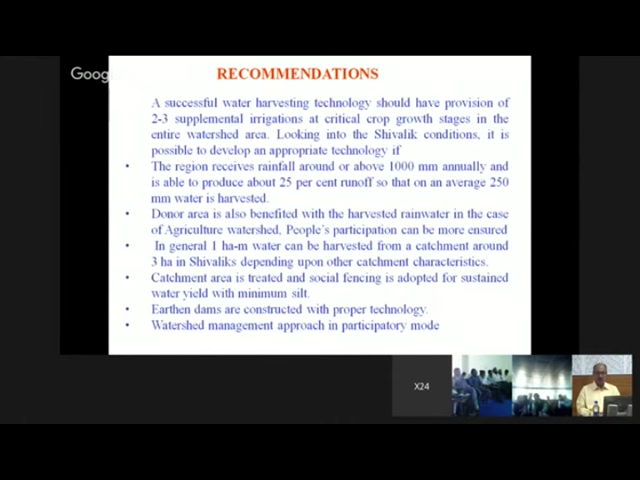 Goog
RECOMMENDATIONS
A successful water harvesting technology should have provision of
2-3 supplemental irrigations at critical crop growth stages in the
entire watershed area. Looking into the Shivalik conditions, it is
possible to develop an appropriate technology if
• The region receives rainfall around or above 1000 mm annually and
is able to produce about 25 per cent runoff so that on an average 250
mm water is harvested.
• Donor area is also benefited with the harvested rainwater in the case
of Agriculture watershed, People's participation can be more ensured
• In general 1 ha-m water can be harvested from a catchment around
3 ha in Shivaliks depending upon other catchment characteristics.
• Catchment area is treated and social fencing is adopted for sustained
water yield with minimum silt.
• Earthen dams are constructed with proper technology.
• Watershed management approach in participatory mode
X24